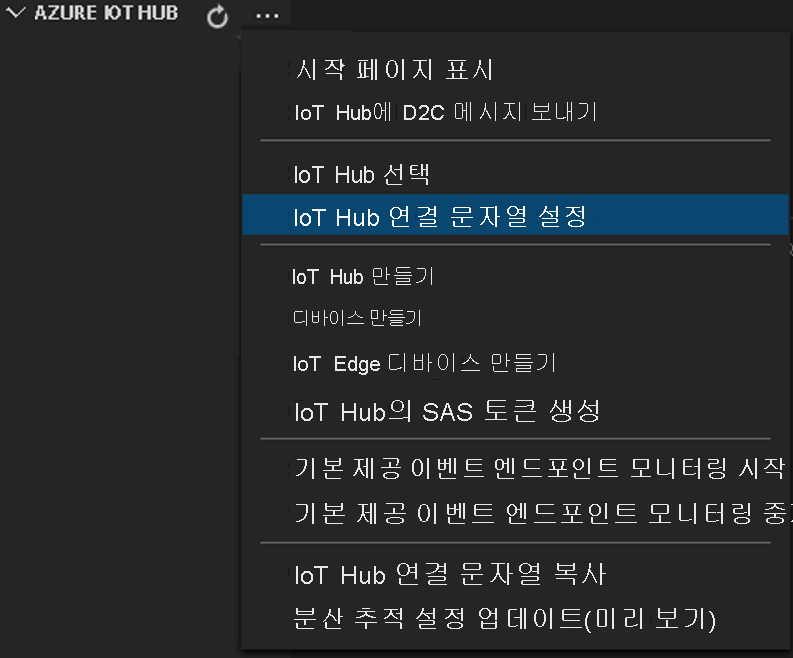 AZURE IOT HUB
시작 페이지 표시
IoT Hub에 D2C 메시지 보내기
IoT Hub 선택
IoT Hub 연결 문자열 설정
IoT Hub 만들기
디바이스 만들기
IoT Edge 디바이스 만들기
IoT Hub의 SAS 토큰 생성
기본 제공 이벤트 엔드포인트 모니터링 시작
기본 제공 이벤트 엔드포인트 모니터링
IoT Hub 연결 문자열 복사
분산 추적 설정 업데이트(미리 보기)